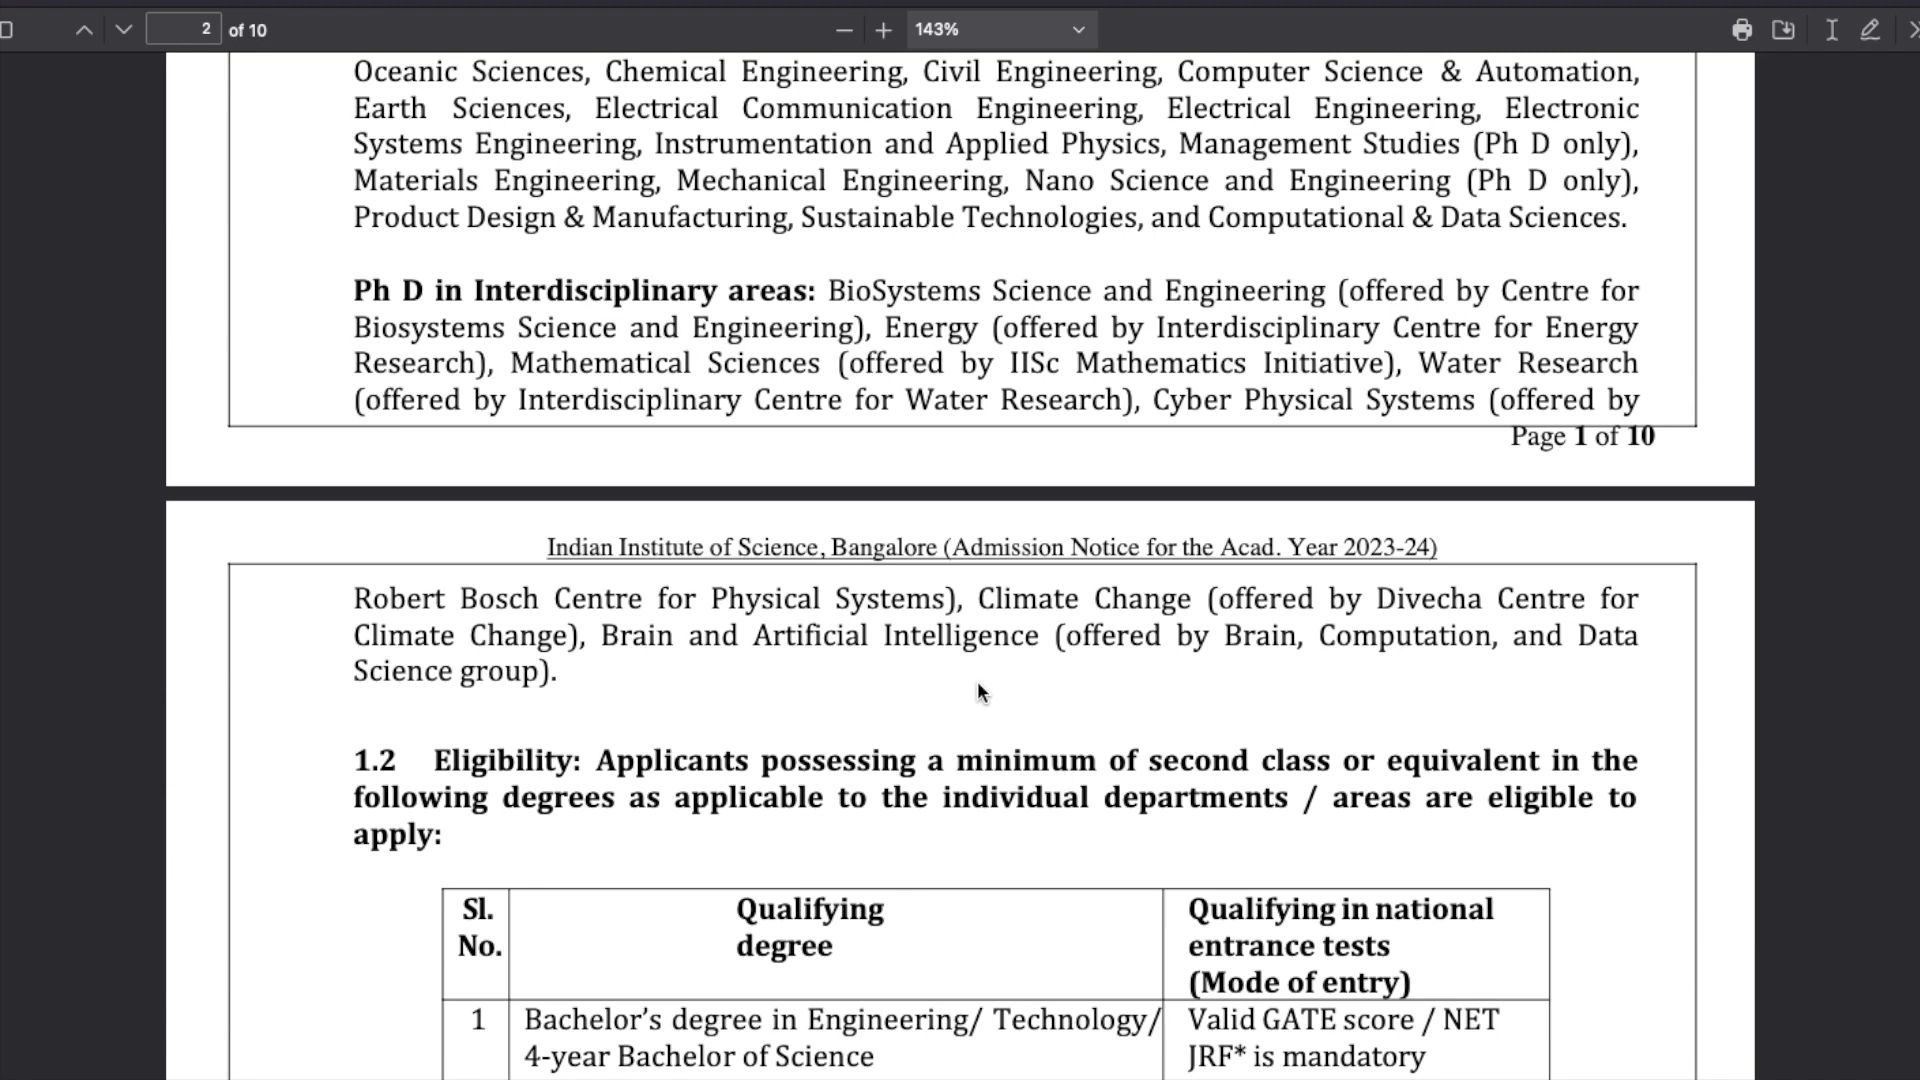 2 of 10
143%
Oceanic Sciences, Chemical Engineering, Civil Engineering, Computer Science & Automation,
Earth Sciences, Electrical Communication Engineering, Electrical Engineering, Electronic
Systems Engineering, Instrumentation and Applied Physics, Management Studies (Ph D only),
Materials Engineering, Mechanical Engineering, Nano Science and Engineering (Ph D only),
Product Design & Manufacturing, Sustainable Technologies, and Computational & Data Sciences.
Ph D in Interdisciplinary areas: BioSystems Science and Engineering (offered by Centre for
Biosystems Science and Engineering), Energy (offered by Interdisciplinary Centre for Energy
Research), Mathematical Sciences (offered by IISc Mathematics Initiative), Water Research
(offered by Interdisciplinary Centre for Water Research), Cyber Physical Systems (offered by
Page 1 of 10
Indian Institute of Science, Bangalore (Admission Notice for the Acad. Year 2023-24)
Robert Bosch Centre for Physical Systems), Climate Change (offered by Divecha Centre for
Climate Change), Brain and Artificial Intelligence (offered by Brain, Computation, and Data
Science group).
1.2 Eligibility: Applicants possessing a minimum of second class or equivalent in the
following degrees as applicable to the individual departments / areas are eligible to
apply:
Sl.
No.
Qualifying
degree
Qualifying in national
entrance tests
(Mode of entry)
1
Bachelor’s degree in Engineering/ Technology/
4-year Bachelor of Science
Valid GATE score / NET
JRF* is mandatory